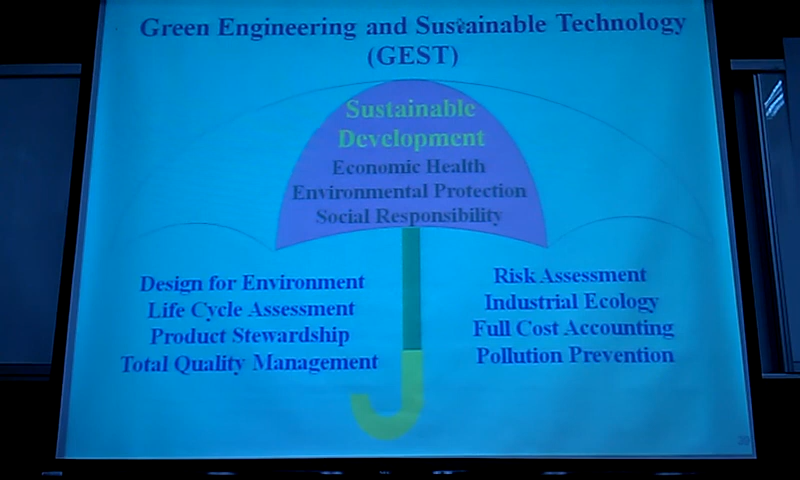 Green Engineering and Sustainable Technology
(GEST)
Sustainable
Development
Economic Health
Environmental Protection
Social Responsibility
Design for Environment
Life Cycle Assessment
Product Stewardship
Total Quality Management
Risk Assessment
Industrial Ecology
Full Cost Accounting
Pollution Prevention